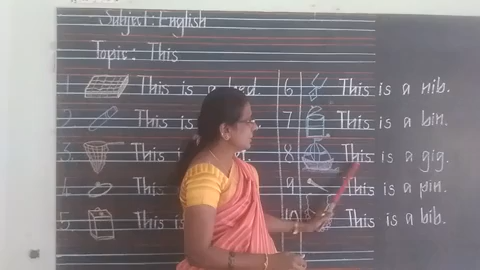 Subject: English
Topic: This
1. This is a bed.
2. This
3. This
4. This
5. This is
6 This is a nib.
7 This is a bin.
8. This is a gig.
9 This is a pin.
10 This is a bib.